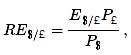 RE$/£ = E$/£ P£ / P$ ,